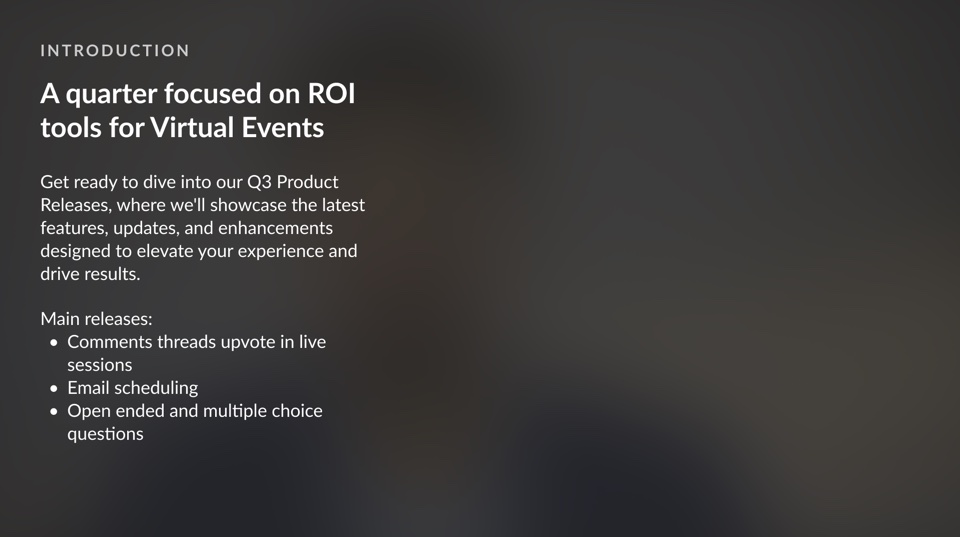 INTRODUCTION
A quarter focused on ROI
tools for Virtual Events
Get ready to dive into our Q3 Product
Releases, where we'll showcase the latest
features, updates, and enhancements
designed to elevate your experience and
drive results.
Main releases:
• Comments threads upvote in live
sessions
• Email scheduling
• Open ended and multiple choice
questions